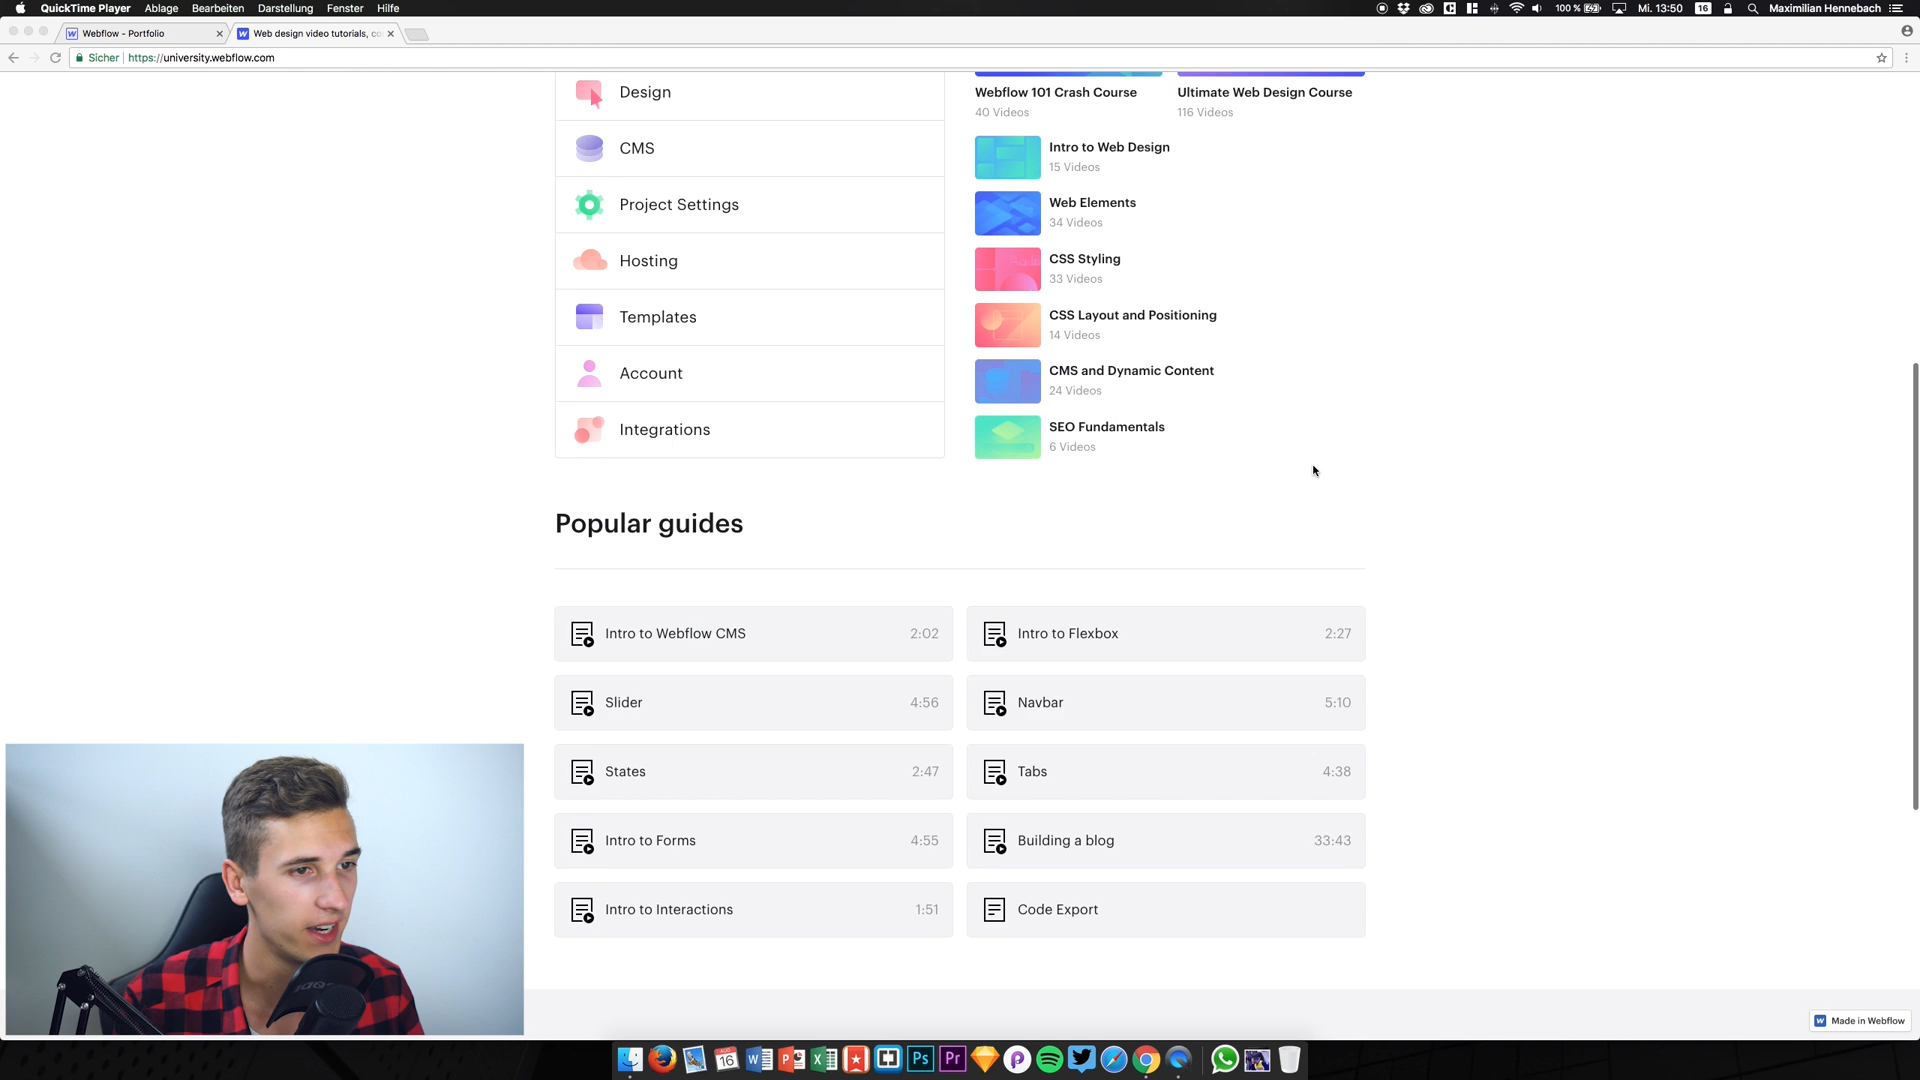 QuickTime Player Ablage Bearbeiten Darstellung Fenster Hilfe
100 % Mi. 13:50 16 Maximilian Hennebach
Webflow - Portfolio
Web design video tutorials, co
Sicher https://university.webflow.com
Design
CMS
Project Settings
Hosting
Templates
Account
Integrations
Webflow 101 Crash Course
40 Videos
Ultimate Web Design Course
116 Videos
Intro to Web Design
15 Videos
Web Elements
34 Videos
CSS Styling
33 Videos
CSS Layout and Positioning
14 Videos
CMS and Dynamic Content
24 Videos
SEO Fundamentals
6 Videos
Popular guides
Intro to Webflow CMS 2:02
Intro to Flexbox 2:27
Slider 4:56
Navbar 5:10
States 2:47
Tabs 4:38
Intro to Forms 4:55
Building a blog 33:43
Intro to Interactions 1:51
Code Export
Made in Webflow
16
Ps
Pr